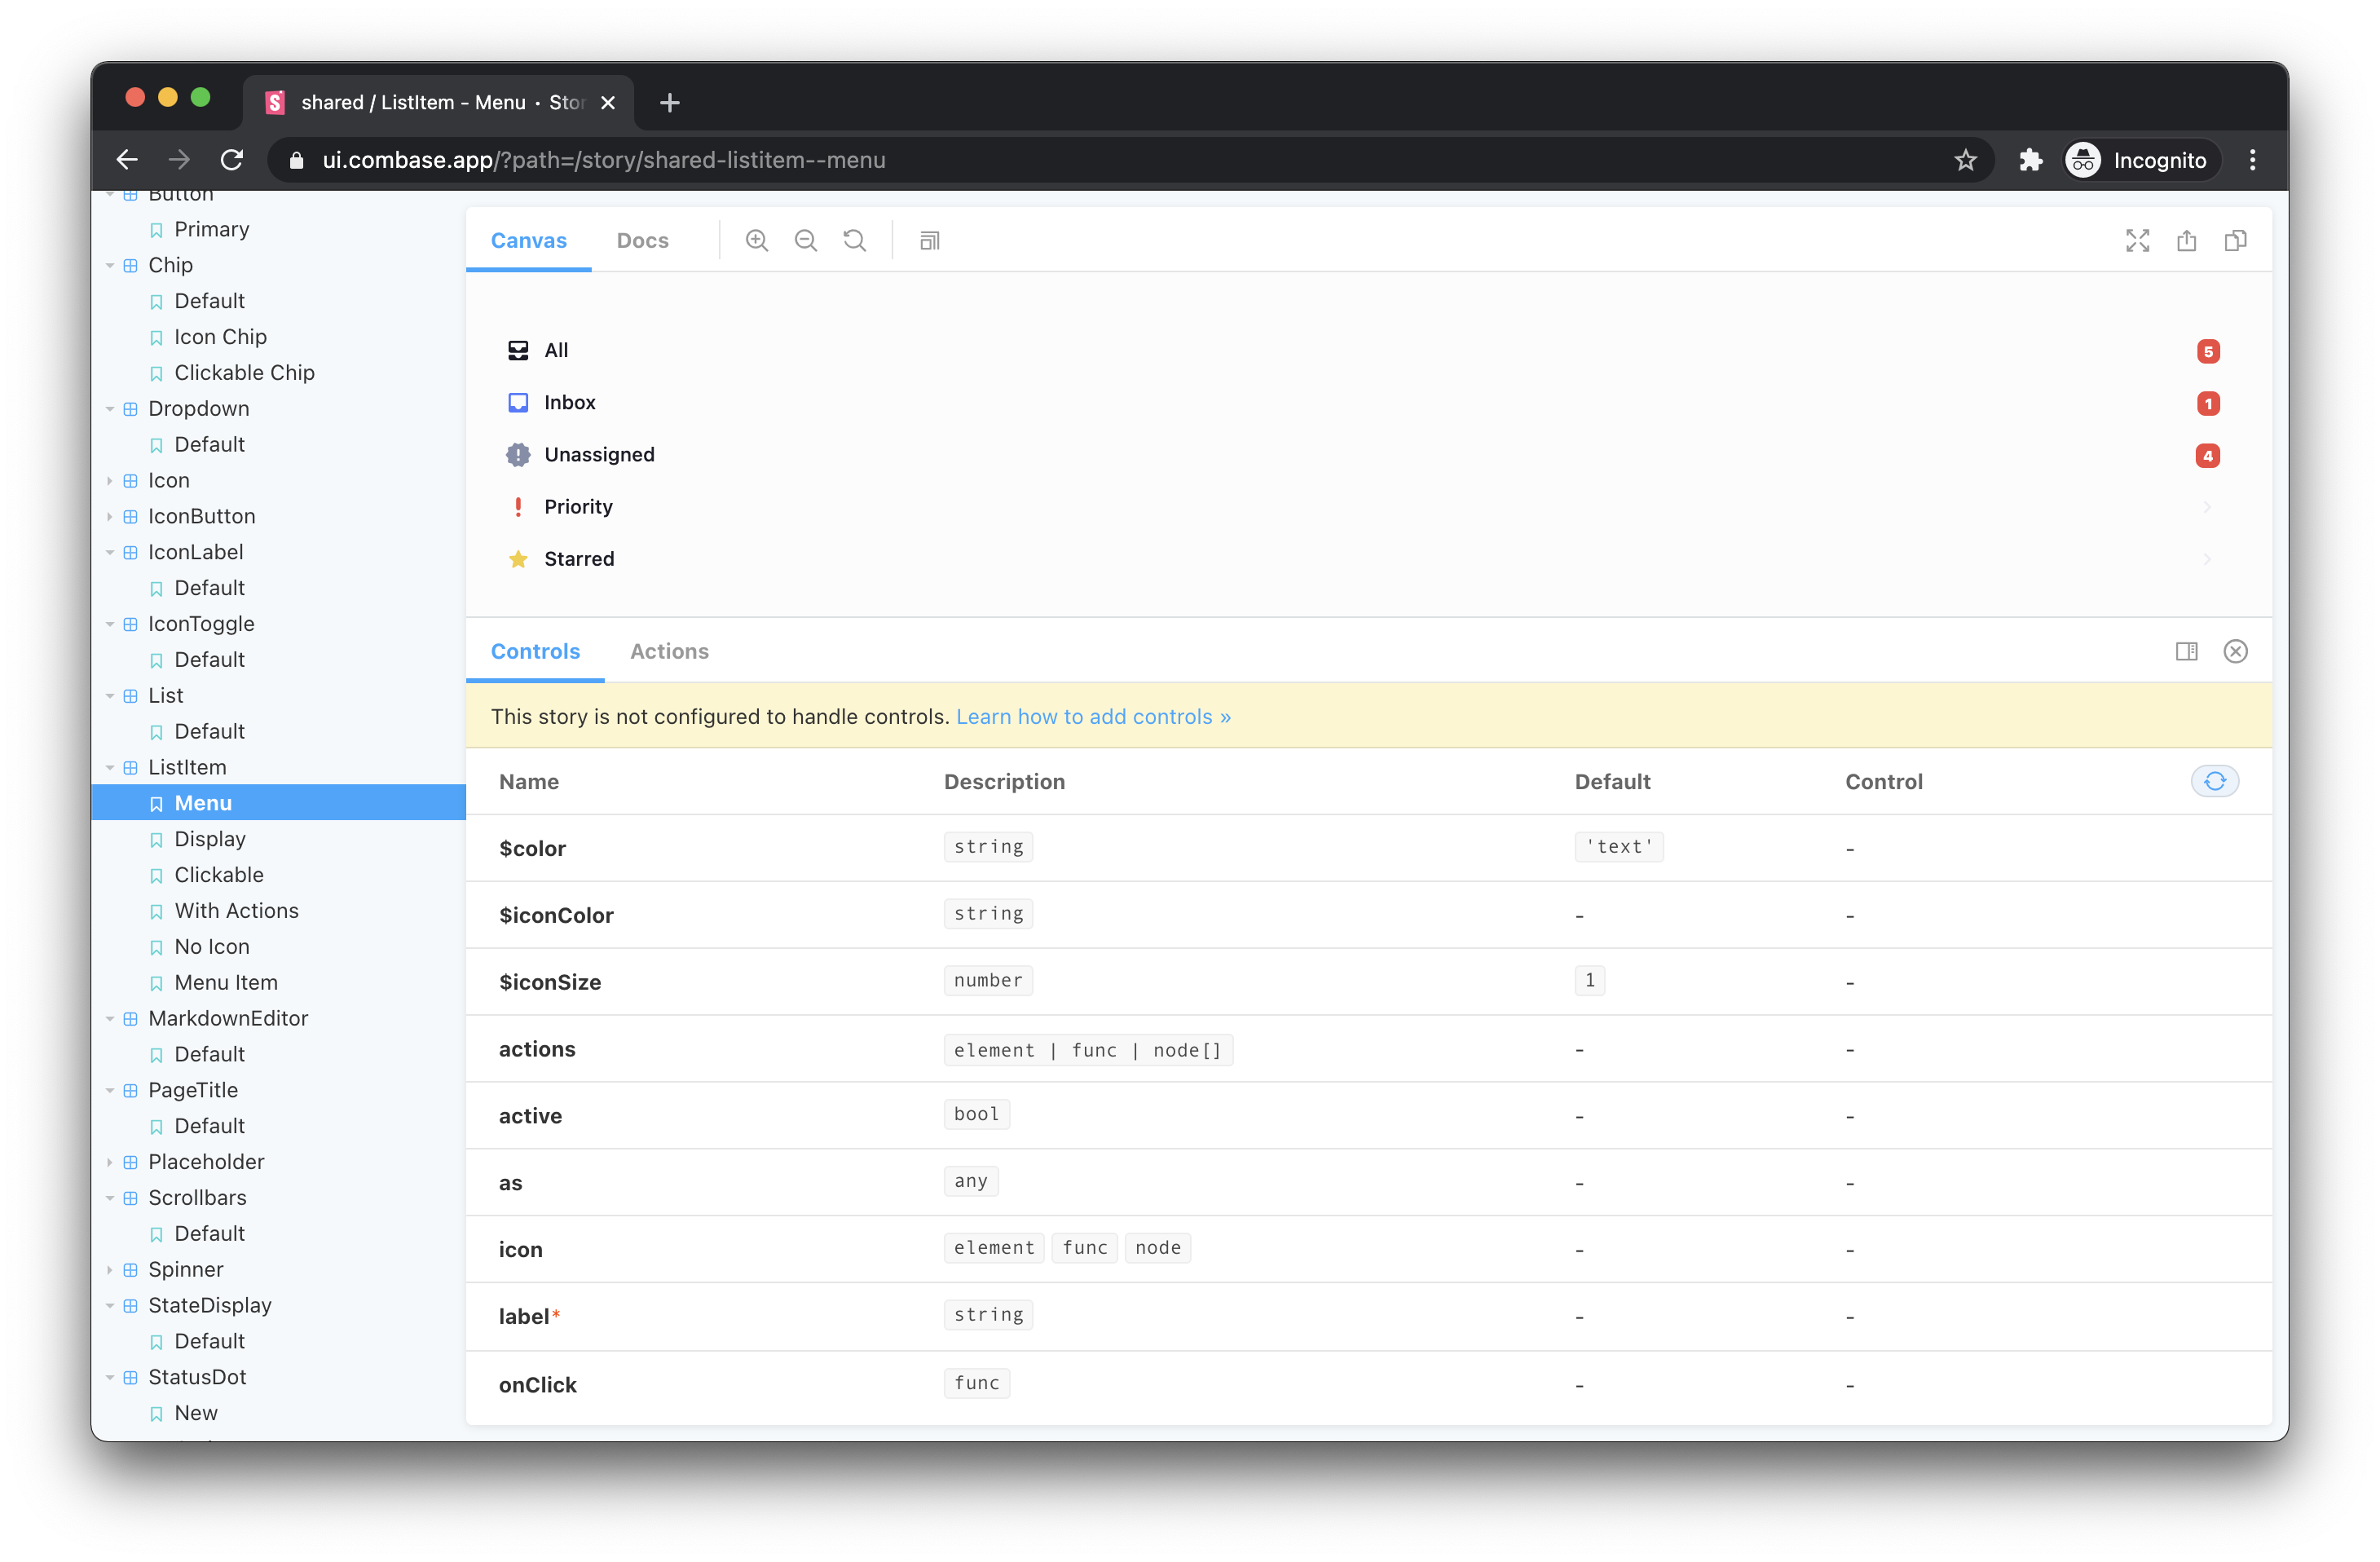 shared / ListItem - Menu • Stor
ui.combase.app/?path=/story/shared-listitem--menu
Incognito
Button
Primary
Chip
Default
Icon Chip
Clickable Chip
Dropdown
Default
Icon
IconButton
IconLabel
Default
IconToggle
Default
List
Default
ListItem
Menu
Display
Clickable
With Actions
No Icon
Menu Item
MarkdownEditor
Default
PageTitle
Default
Placeholder
Scrollbars
Default
Spinner
StateDisplay
Default
StatusDot
New
Canvas Docs
All 5
Inbox 1
Unassigned 4
Priority
Starred
Controls Actions
This story is not configured to handle controls. Learn how to add controls »
Name Description Default Control
$color string 'text' -
$iconColor string - -
$iconSize number 1 -
actions element | func | node[] - -
active bool - -
as any - -
icon element func node - -
label* string - -
onClick func - -